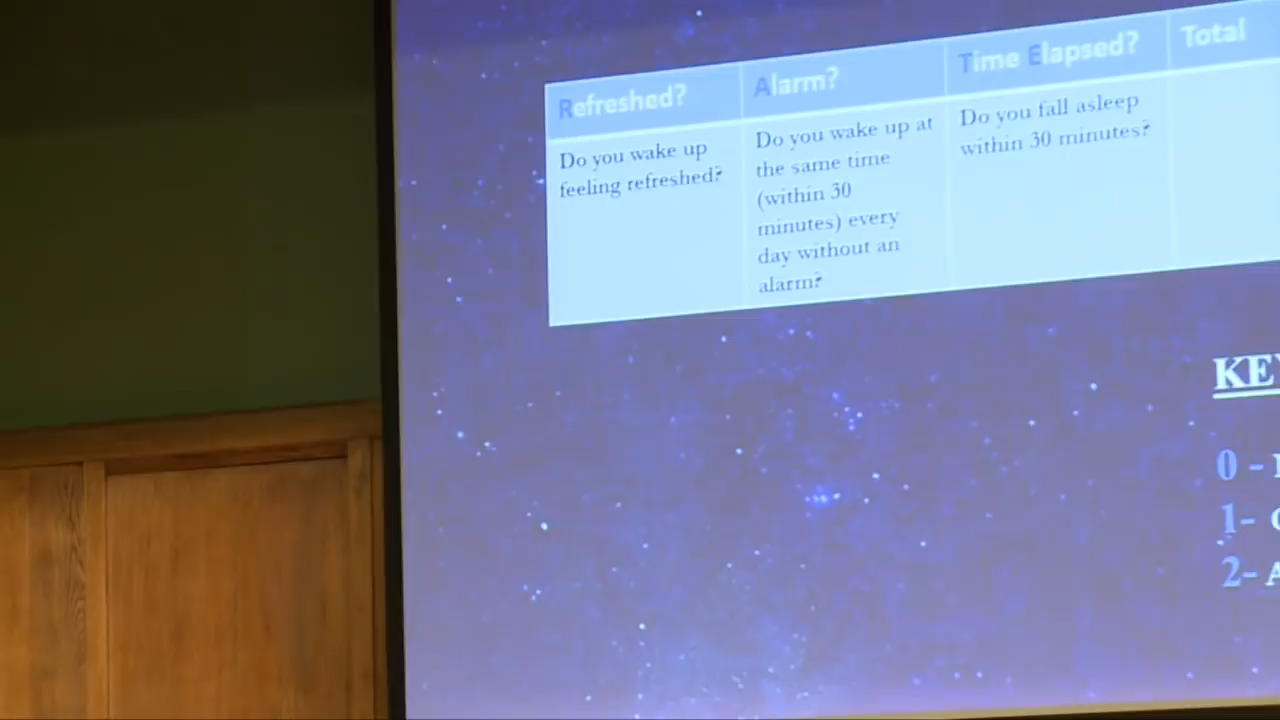 Refreshed?
Alarm?
Time Elapsed?
Total
Do you wake up
feeling refreshed?
Do you wake up at
the same time
(within 30
minutes) every
day without an
alarm?
Do you fall asleep
within 30 minutes?
KEY
0 -
1-
2- A